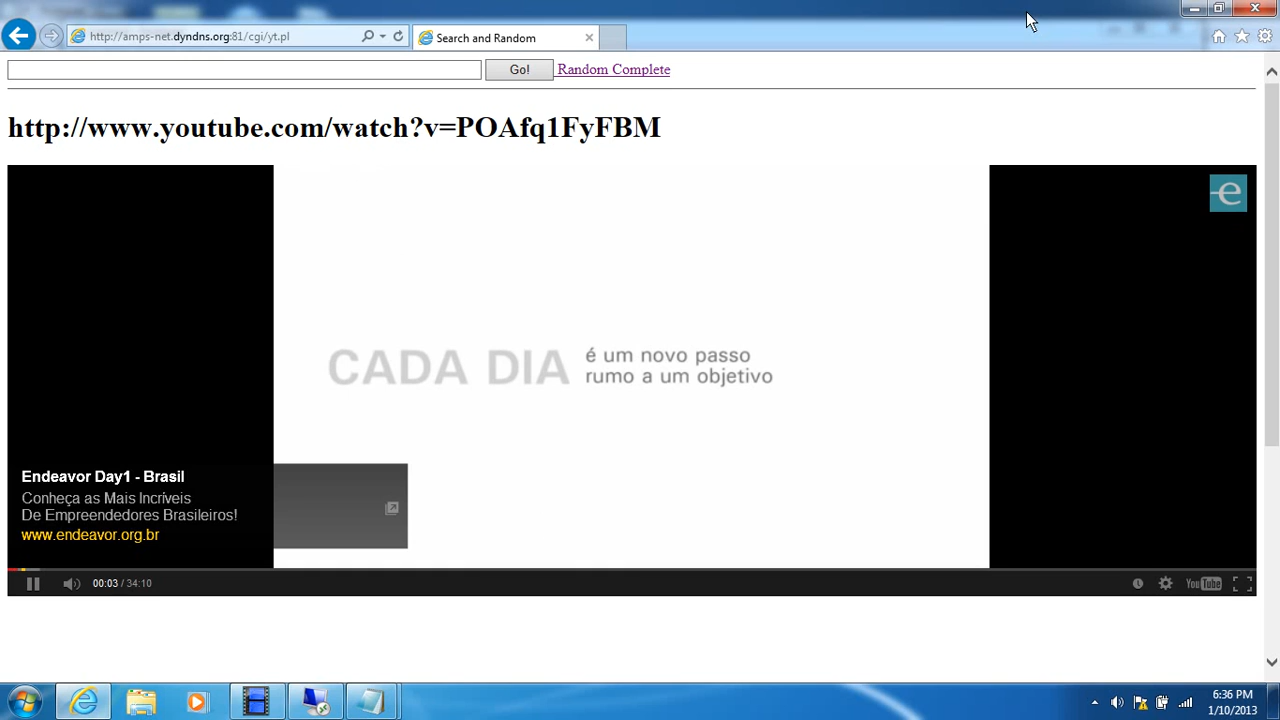 http://amps-net.dyndns.org:81/cgi/yt.pl
Search and Random
Go!
Random Complete
http://www.youtube.com/watch?v=POAfq1FyFBM
e
CADA DIA
é um novo passo
rumo a um objetivo
Endeavor Day1 - Brasil
Conheça as Mais Incríveis
De Empreendedores Brasileiros!
www.endeavor.org.br
00:03 / 34:10
YouTube
6:36 PM
1/10/2013